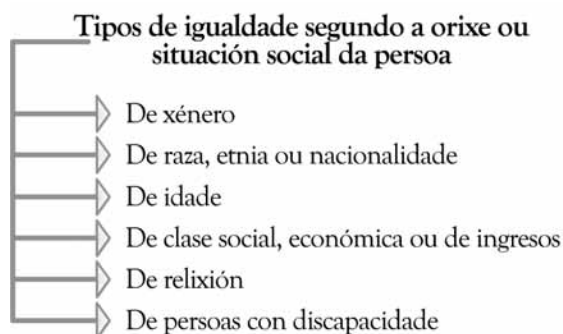 Tipos de igualdade segundo a orixe ou
situación social da persoa
De xénero
De raza, etnia ou nacionalidade
De idade
De clase social, económica ou de ingresos
De relixión
De persoas con discapacidade